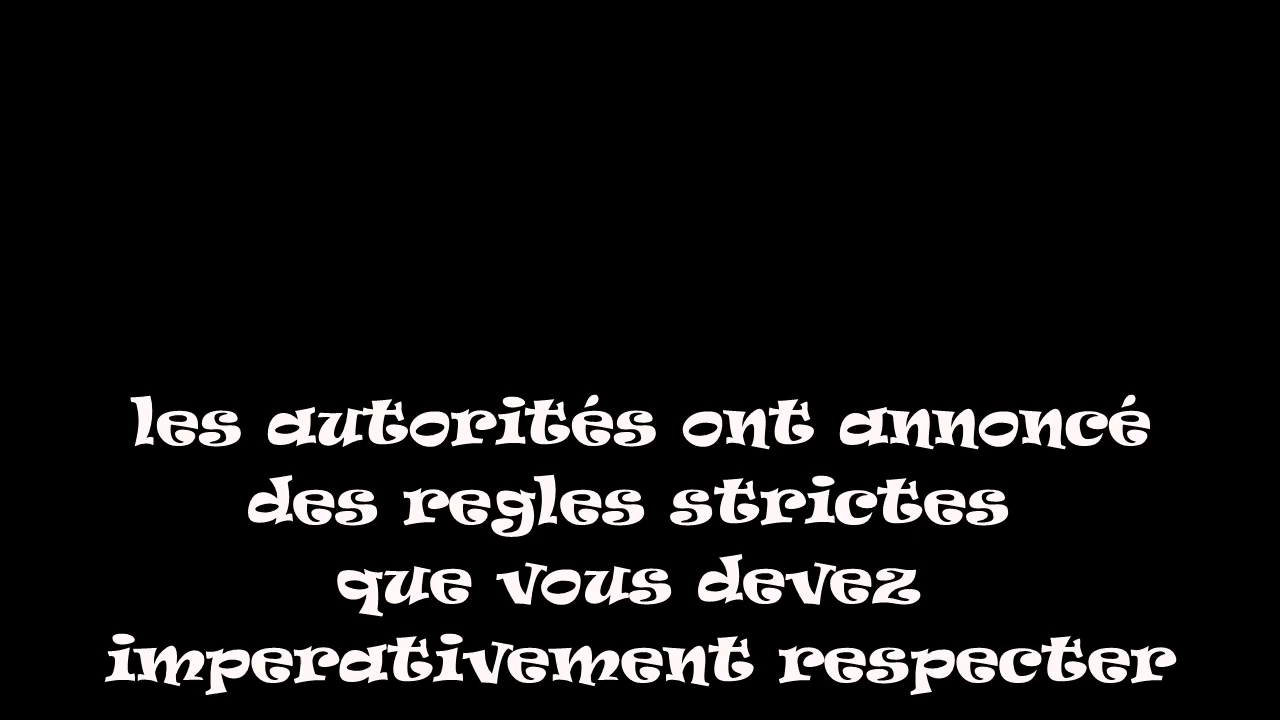 les autorités ont annoncé
des regles strictes
que vous devez
imperativement respecter